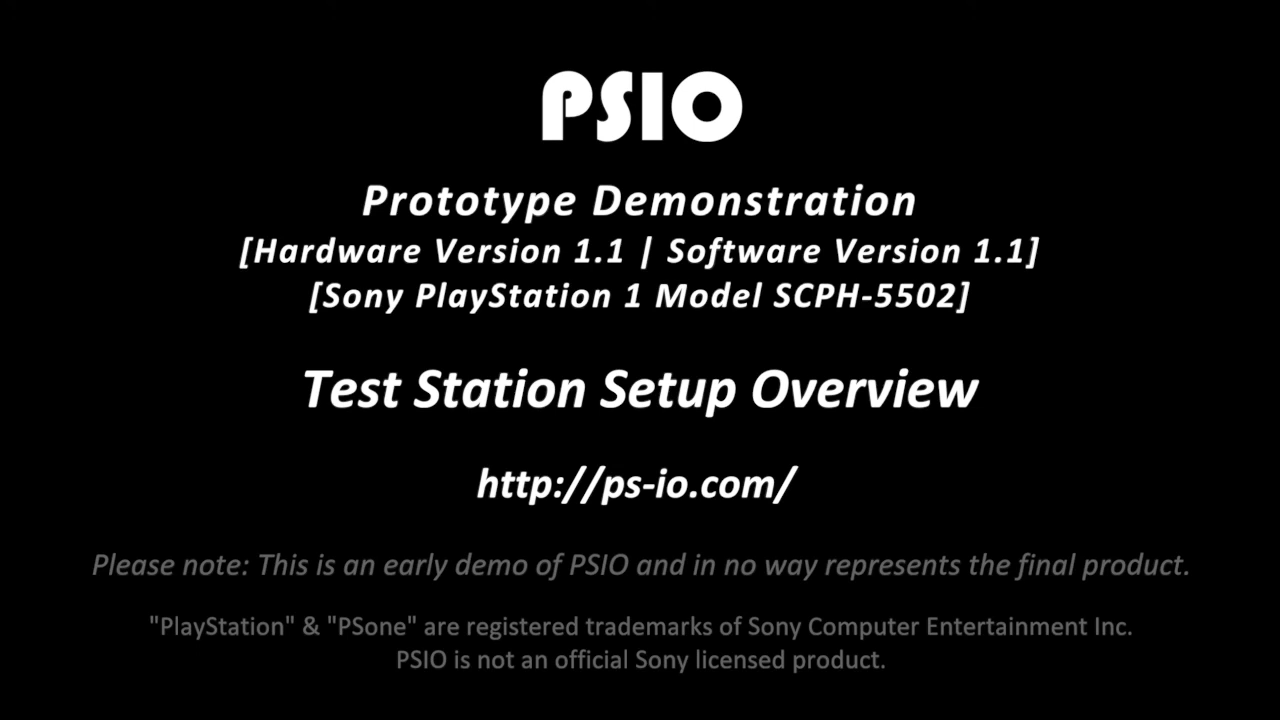 PSIO
Prototype Demonstration
[Hardware Version 1.1 | Software Version 1.1]
[Sony PlayStation 1 Model SCPH-5502]
Test Station Setup Overview
http://ps-io.com/
Please note: This is an early demo of PSIO and in no way represents the final product.
"PlayStation" & "PSone" are registered trademarks of Sony Computer Entertainment Inc.
PSIO is not an official Sony licensed product.